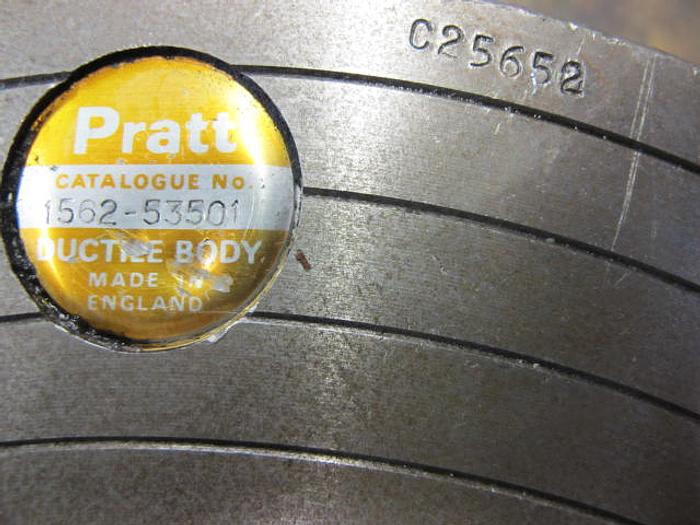 C25652
Pratt
CATALOGUE No.
1562-53501
DUCTILE BODY
MADE IN
ENGLAND